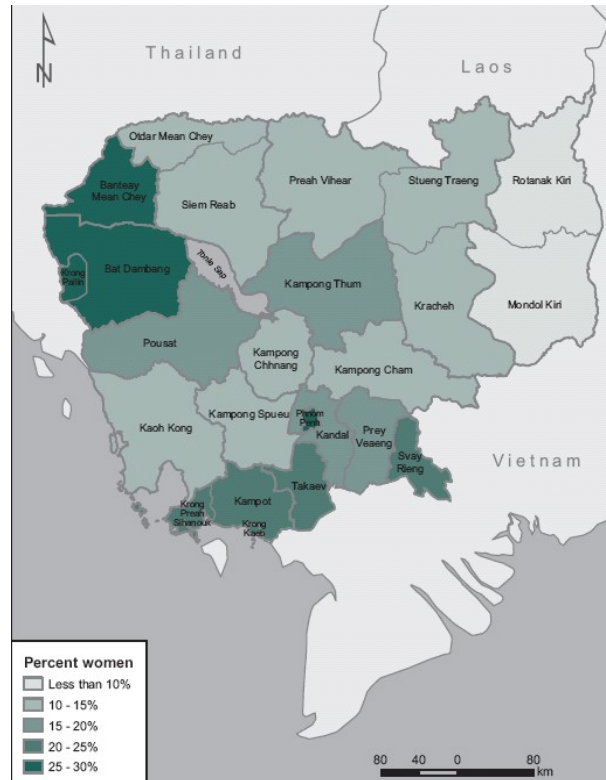 N
Thailand
Laos
Otdar Mean Chey
Banteay
Mean Chey
Siem Reab
Preah Vihear
Stueng Traeng
Rotanak Kiri
Krong
Pailin
Bat Dambang
Tonle Sap
Kampong Thum
Kracheh
Mondol Kiri
Pousat
Kampong
Chhnang
Kampong Cham
Kaoh Kong
Kampong Spueu
Phnom
Penh
Kandal
Prey
Veaeng
Svay
Rieng
Vietnam
Krong
Preah
Sihanouk
Kampot
Takaev
Krong
Kaeb
Percent women
Less than 10%
10 - 15%
15 - 20%
20 - 25%
25 - 30%
80 40 0 80
km